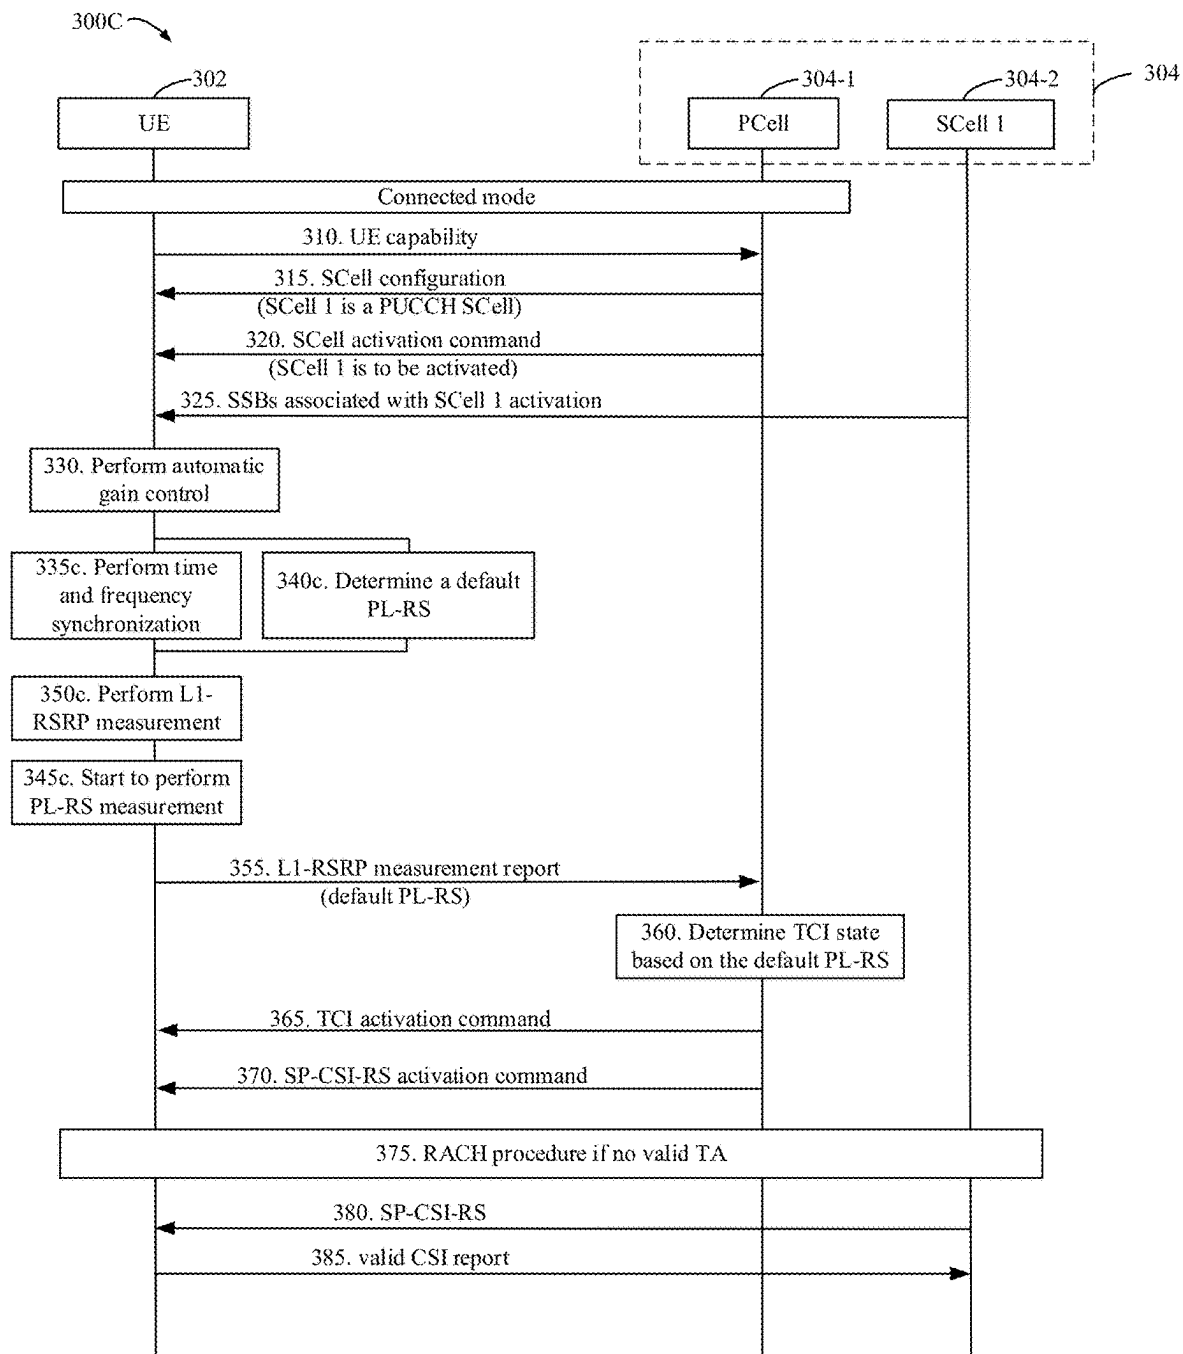 300C
302
304-1
304-2
304
UE
PCell
SCell 1
Connected mode
310. UE capability
315. SCell configuration
(SCell 1 is a PUCCH SCell)
320. SCell activation command
(SCell 1 is to be activated)
325. SSBs associated with SCell 1 activation
330. Perform automatic
gain control
335c. Perform time
and frequency
synchronization
340c. Determine a default
PL-RS
350c. Perform L1-
RSRP measurement
345c. Start to perform
PL-RS measurement
355. L1-RSRP measurement report
(default PL-RS)
360. Determine TCI state
based on the default PL-RS
365. TCI activation command
370. SP-CSI-RS activation command
375. RACH procedure if no valid TA
380. SP-CSI-RS
385. valid CSI report